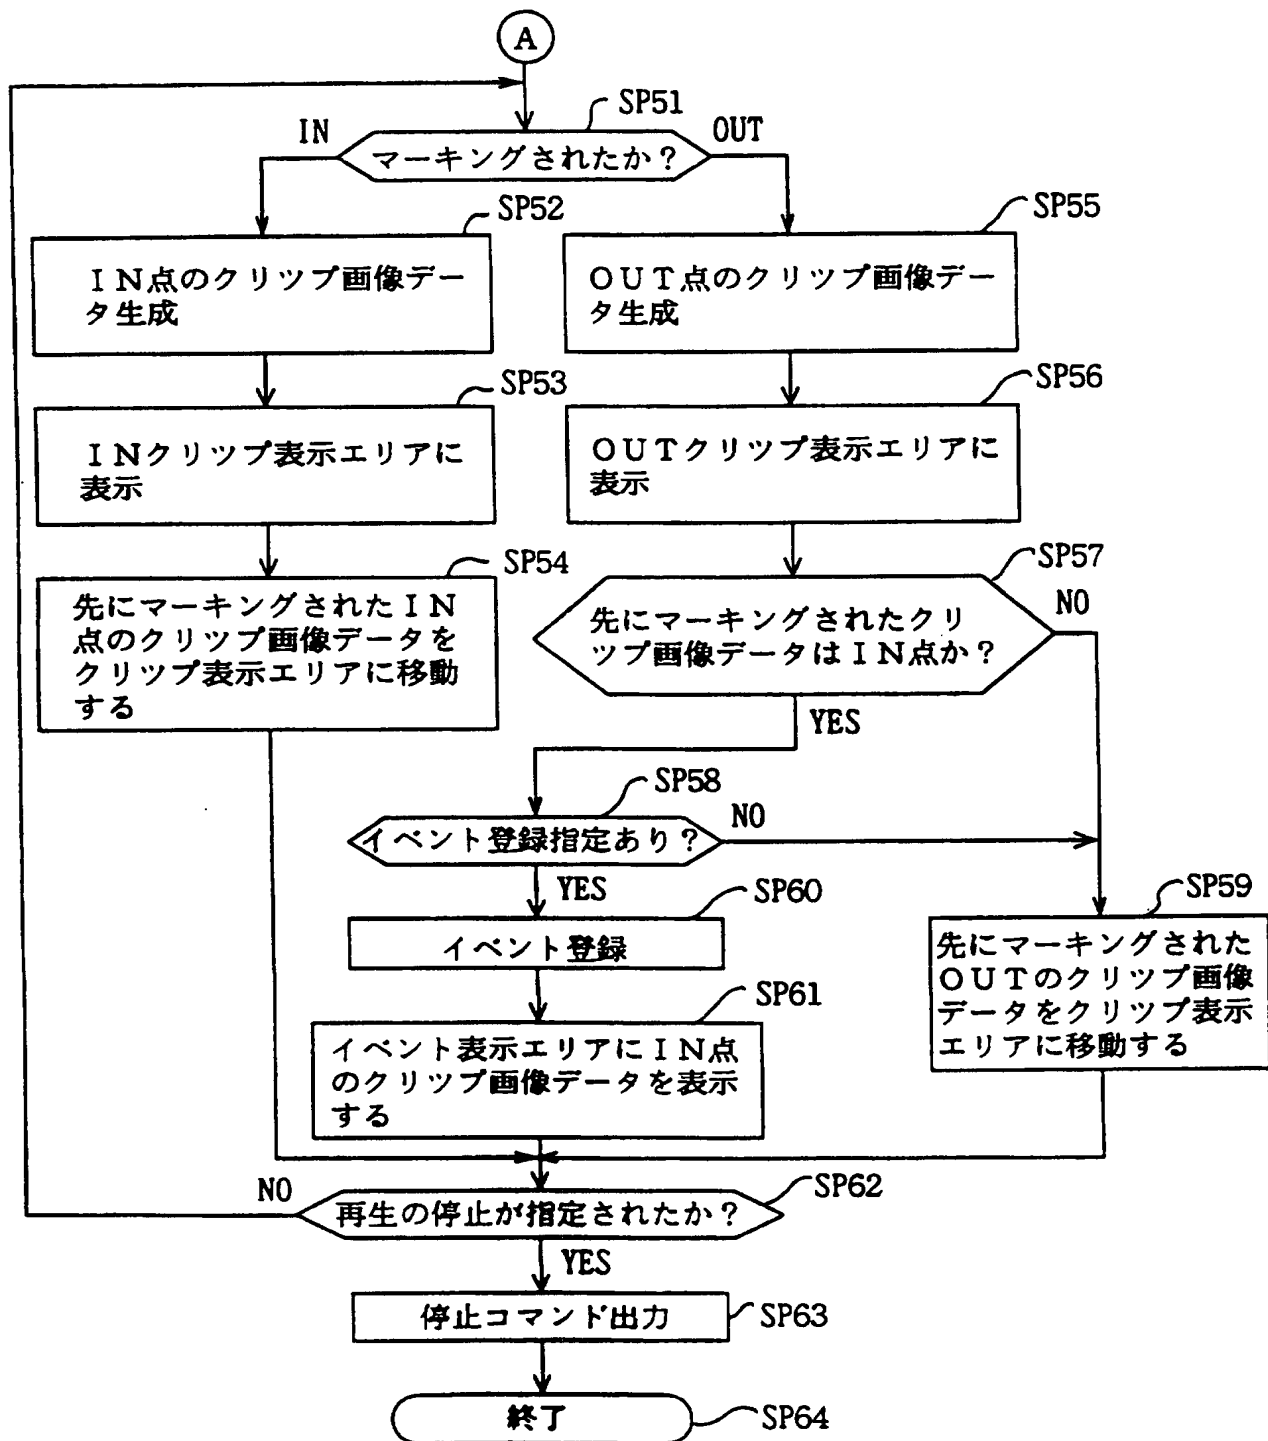 A
SP51
IN
OUT
マーキングされたか?
SP52
SP55
IN点のクリツプ画像デー
タ生成
OUT点のクリツプ画像デー
タ生成
SP53
SP56
INクリツプ表示エリアに
表示
OUTクリツプ表示エリアに
表示
SP54
SP57
先にマーキングされたIN
点のクリツプ画像データを
クリツプ表示エリアに移動
する
先にマーキングされたクリ
ツプ画像データはIN点か?
NO
YES
SP58
イベント登録指定あり?
NO
YES
SP60
SP59
イベント登録
先にマーキングされた
OUTのクリツプ画像
データをクリツプ表示
エリアに移動する
SP61
イベント表示エリアにIN点
のクリツプ画像データを表示
する
NO
SP62
再生の停止が指定されたか?
YES
停止コマンド出力
SP63
終了
SP64